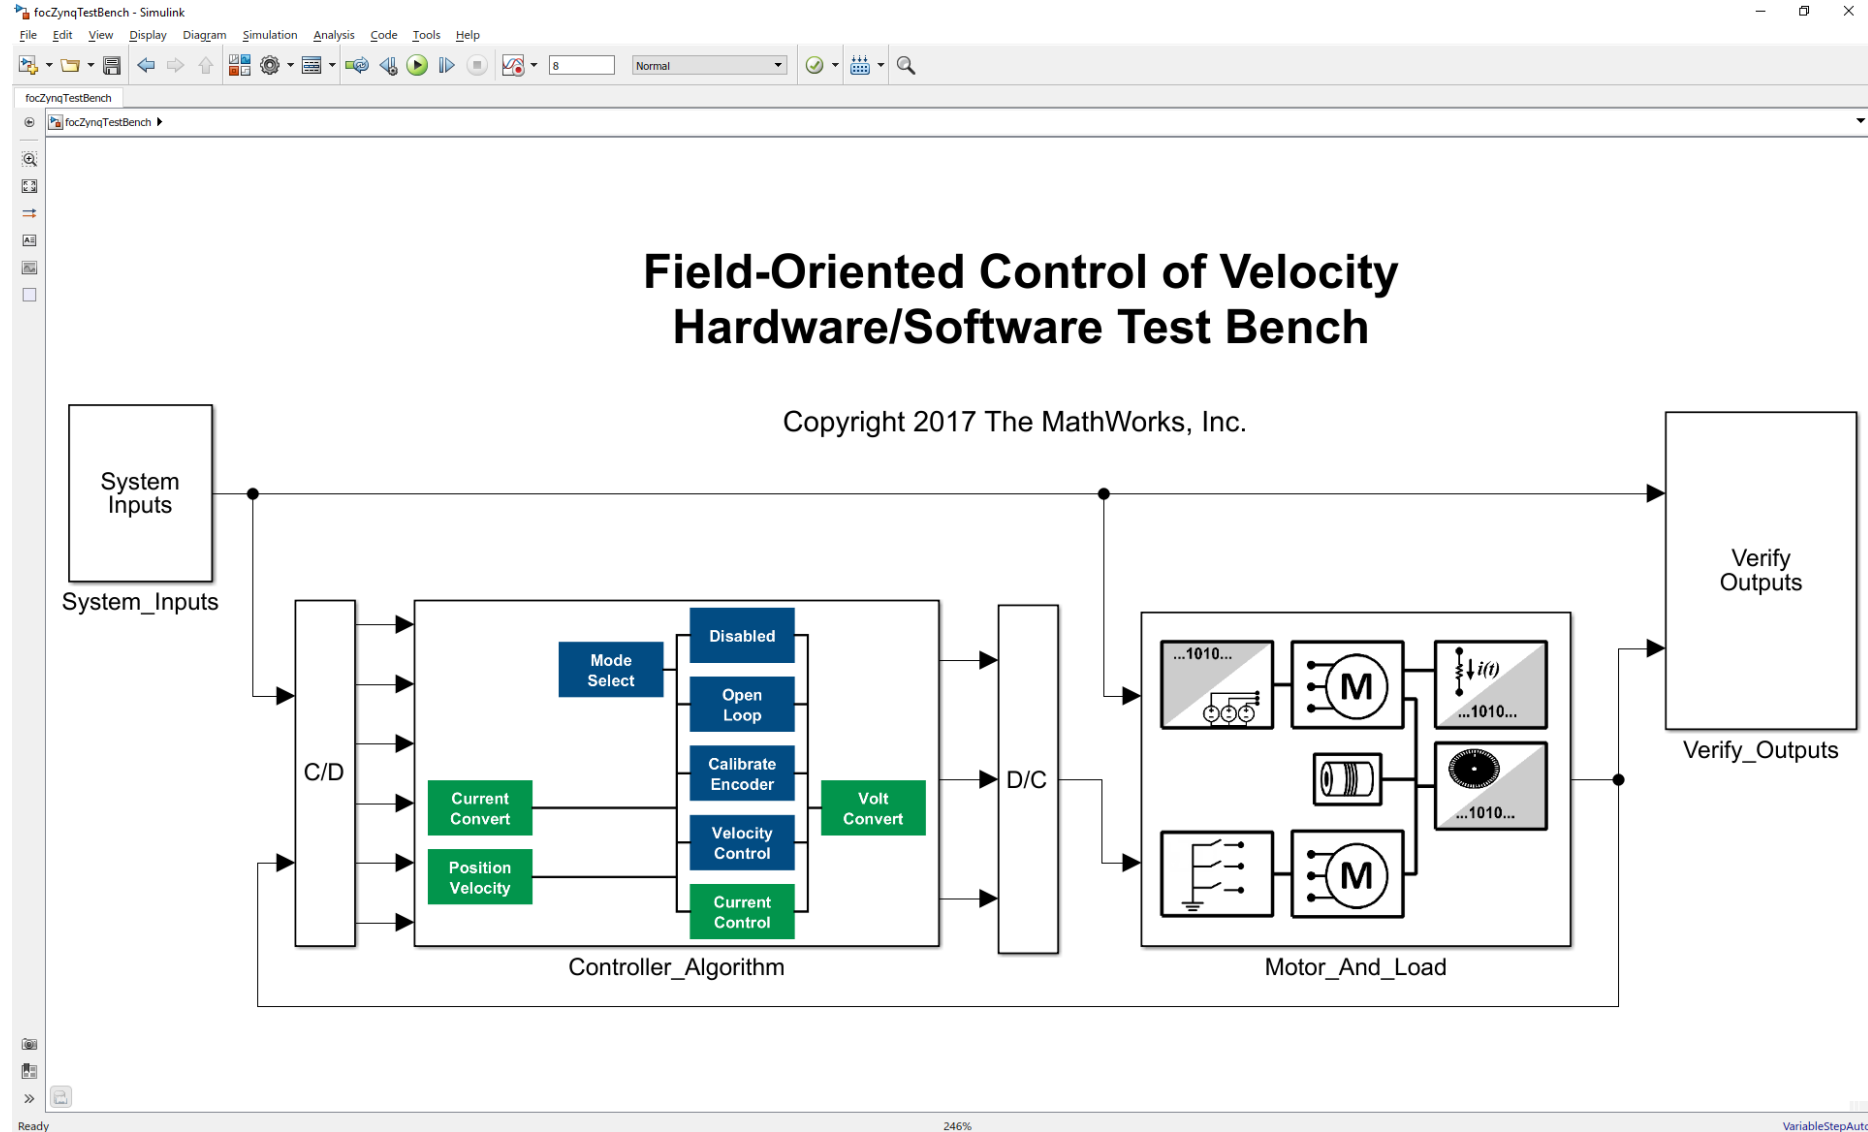 focZynqTestBench - Simulink
File Edit View Display Diagram Simulation Analysis Code Tools Help
8
Normal
focZynqTestBench
focZynqTestBench
Field-Oriented Control of Velocity
Hardware/Software Test Bench
Copyright 2017 The MathWorks, Inc.
System
Inputs
System_Inputs
C/D
Mode
Select
Disabled
Open
Loop
Calibrate
Encoder
Velocity
Control
Current
Control
Current
Convert
Position
Velocity
Volt
Convert
Controller_Algorithm
D/C
...1010...
M
i(t)
...1010...
...1010...
M
Motor_And_Load
Verify
Outputs
Verify_Outputs
Ready
246%
VariableStepAuto